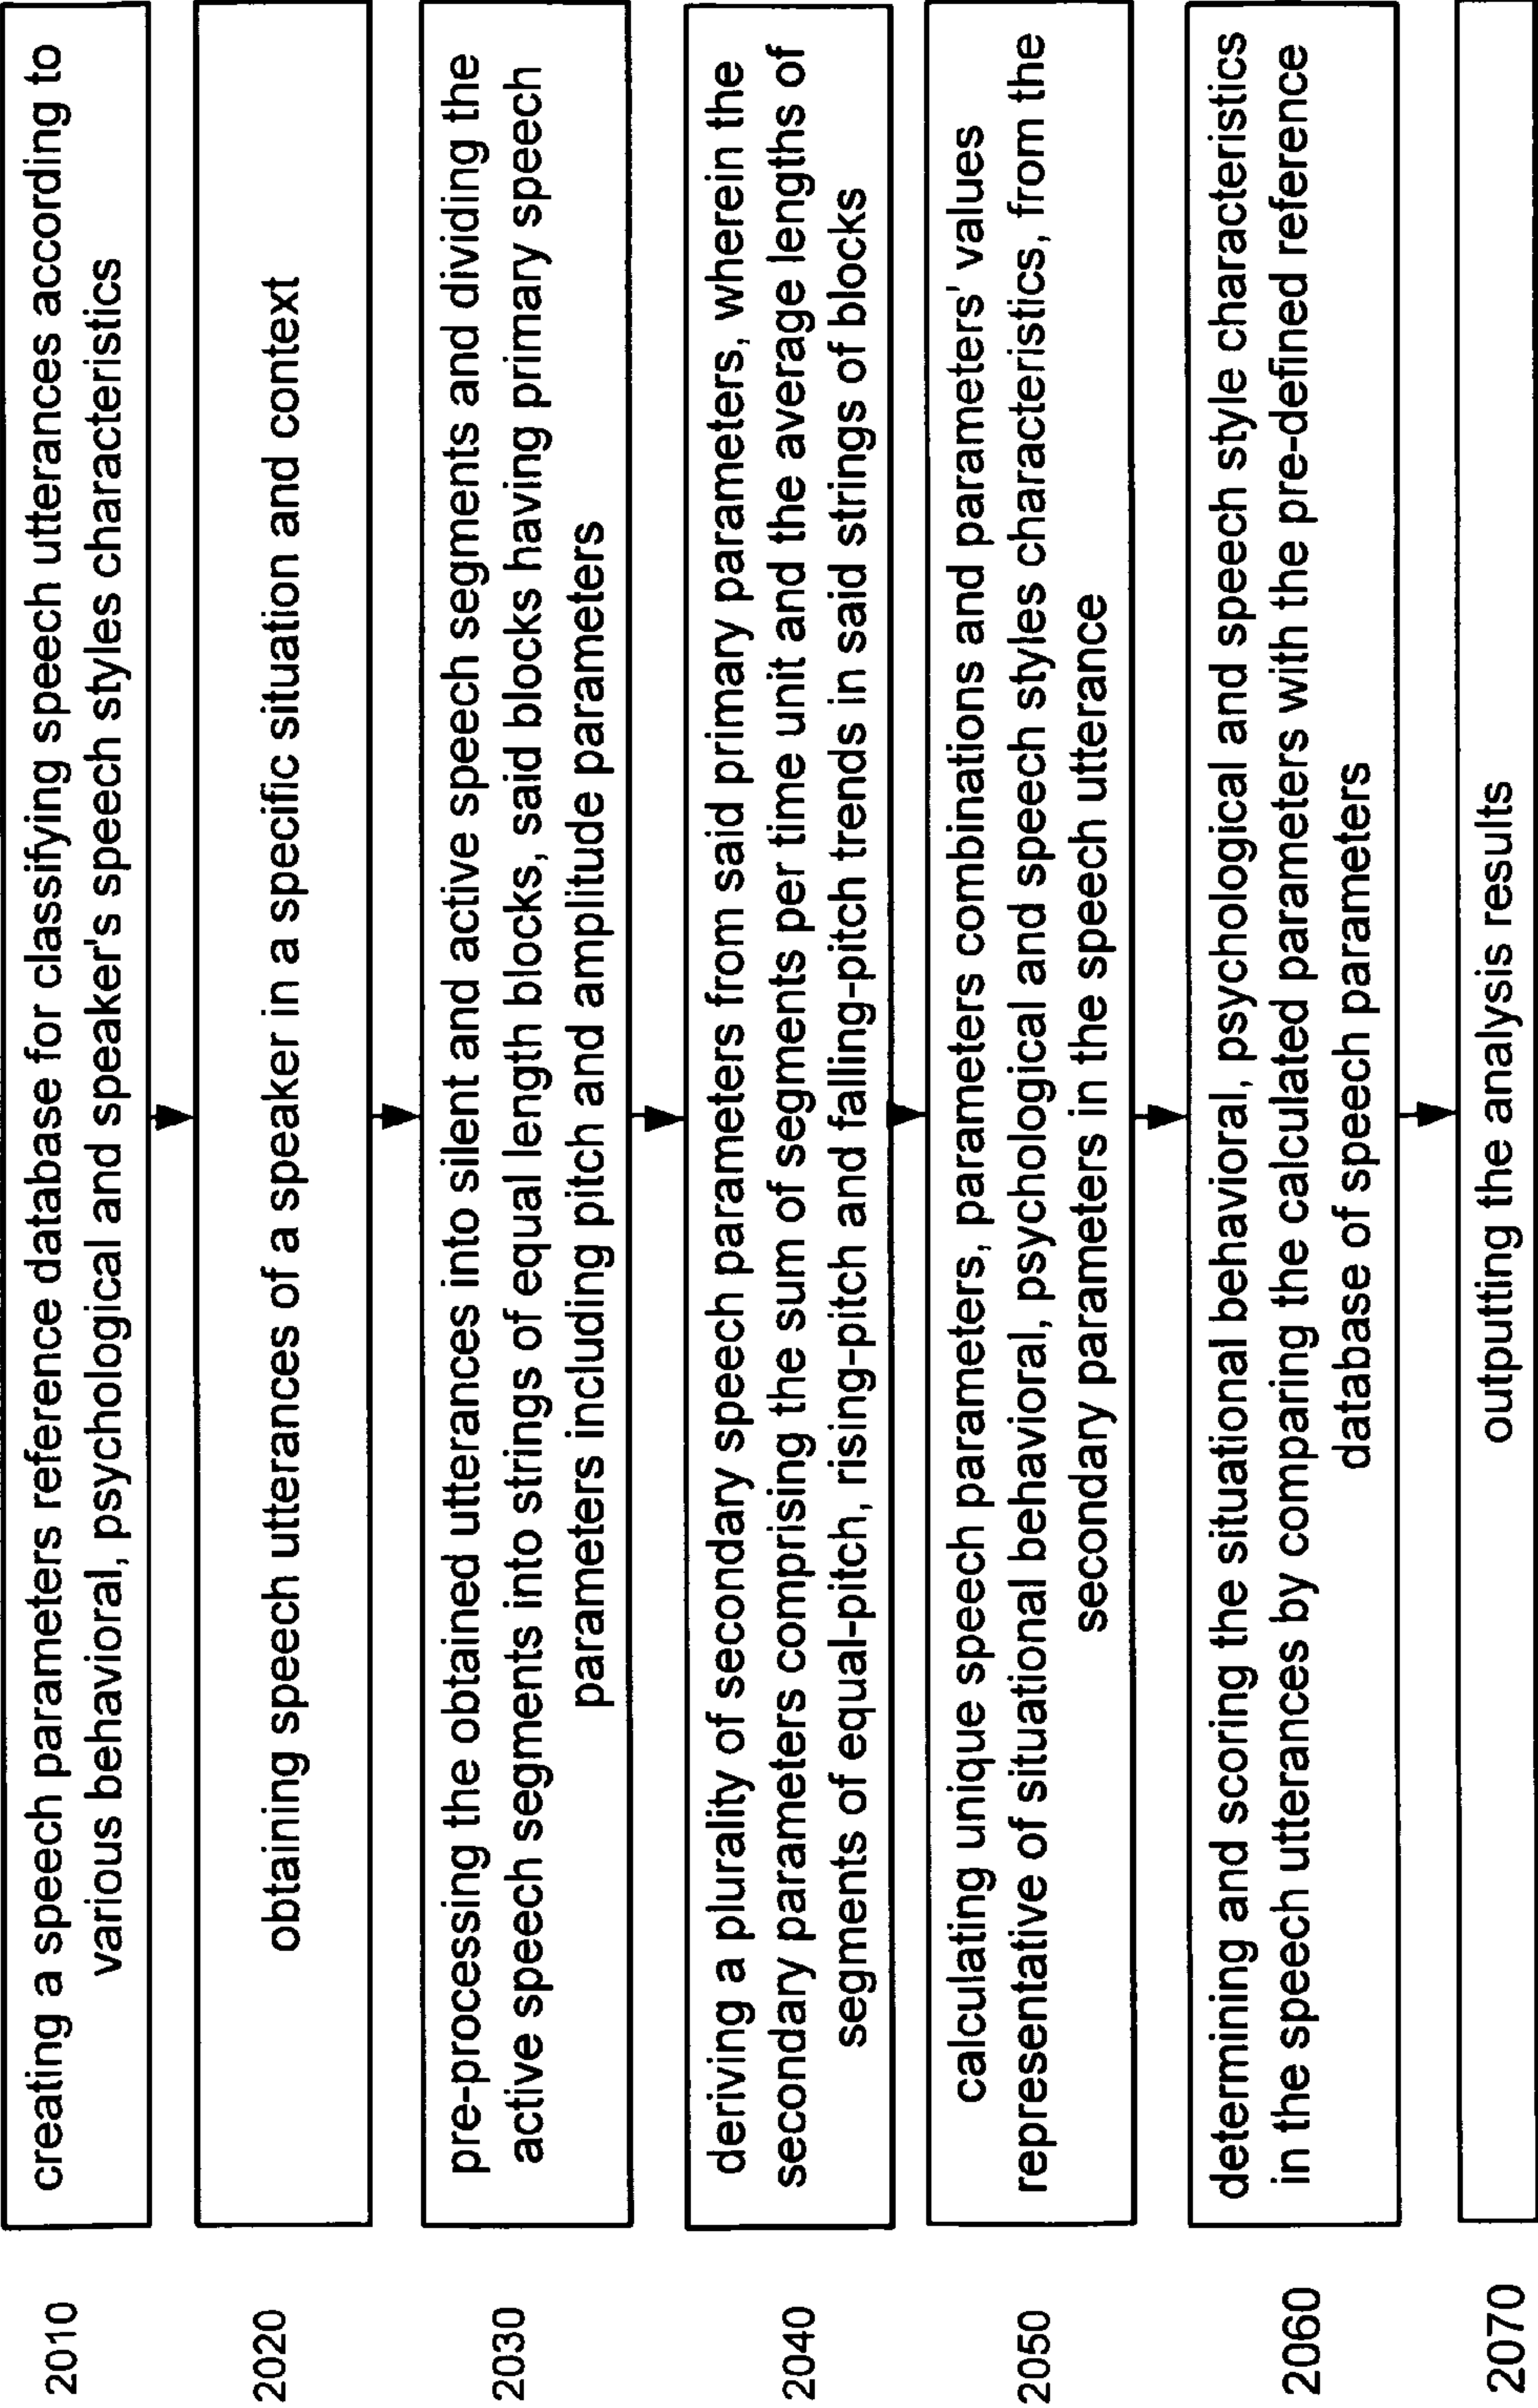 2010
creating a speech parameters reference database for classifying speech utterances according to
various behavioral, psychological and speaker's speech styles characteristics
2020
obtaining speech utterances of a speaker in a specific situation and context
2030
pre-processing the obtained utterances into silent and active speech segments and dividing the
active speech segments into strings of equal length blocks, said blocks having primary speech
parameters including pitch and amplitude parameters
2040
deriving a plurality of secondary speech parameters from said primary parameters, wherein the
secondary parameters comprising the sum of segments per time unit and the average lengths of
segments of equal-pitch, rising-pitch and falling-pitch trends in said strings of blocks
2050
calculating unique speech parameters, parameters combinations and parameters' values
representative of situational behavioral, psychological and speech styles characteristics, from the
secondary parameters in the speech utterance
2060
determining and scoring the situational behavioral, psychological and speech style characteristics
in the speech utterances by comparing the calculated parameters with the pre-defined reference
database of speech parameters
2070
outputting the analysis results